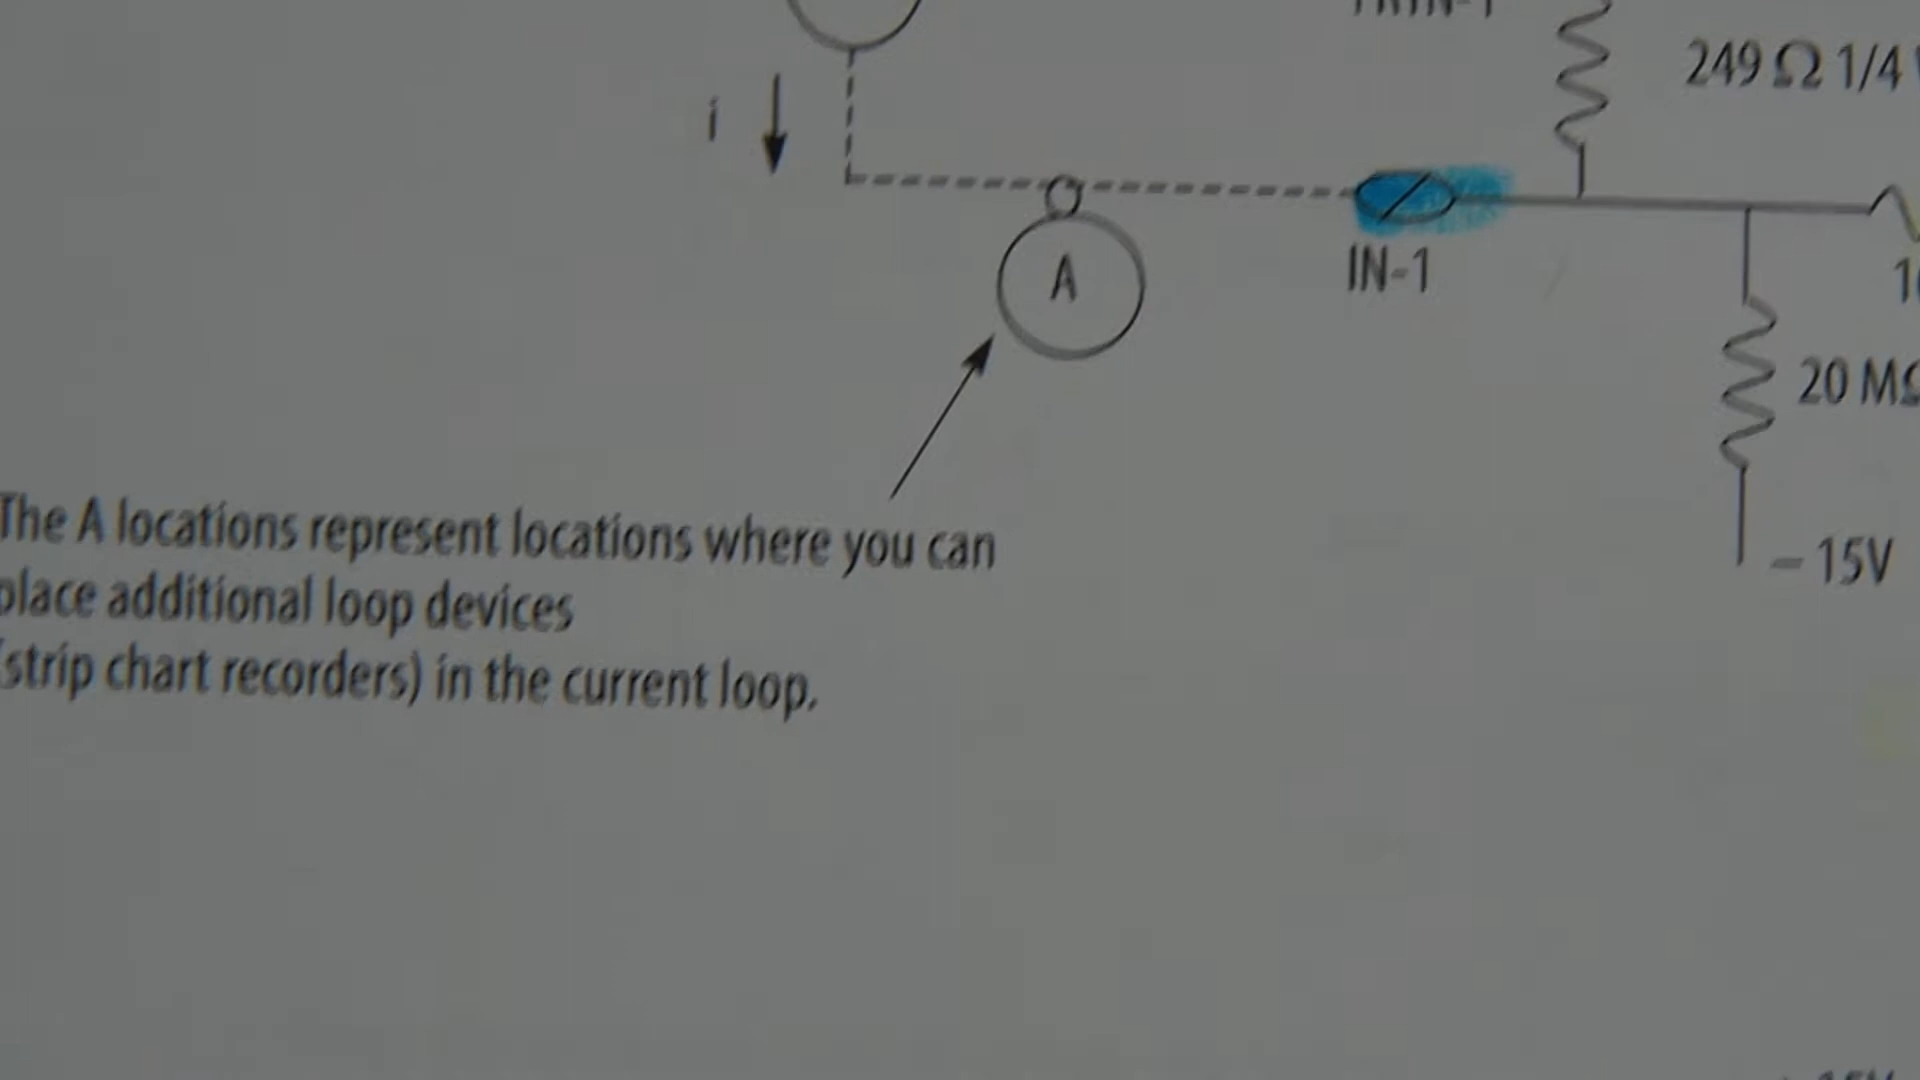 249 Ω 1/4
i
IN-1
A
20 MΩ
The A locations represent locations where you can
– 15V
place additional loop devices
(strip chart recorders) in the current loop.